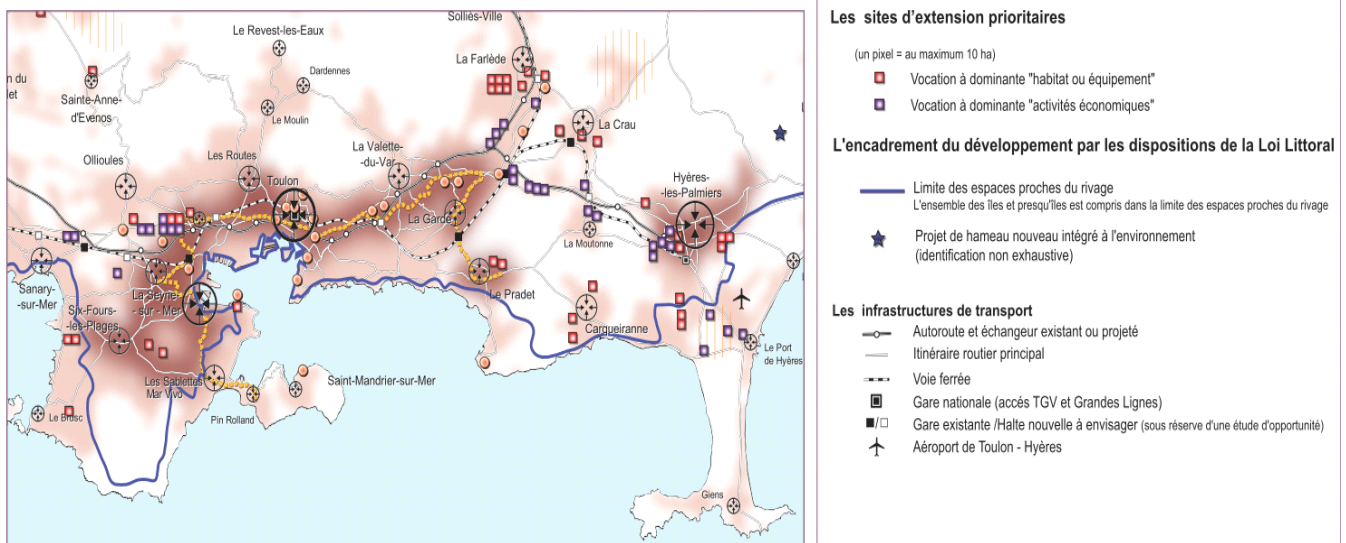 Solliès-Ville
Le Revest-les-Eaux
La Farlède
Dardennes
n du
let
Sainte-Anne-
d'Evenos
Le Moulin
La Crau
Ollioules
Les Routes
La Valette-
-du-Var
Toulon
Hyères-
-les-Palmiers
La Garde
La Moutonne
Sanary-
-sur-Mer
La Seyne-
- sur - Mer
Le Pradet
Six-Fours-
-les-Plages
Carqueiranne
Le Port
de Hyères
Les Sablettes
Mar Vivo
Saint-Mandrier-sur-Mer
Le Brusc
Pin Rolland
Giens
Les sites d'extension prioritaires
(un pixel = au maximum 10 ha)
Vocation à dominante "habitat ou équipement"
Vocation à dominante "activités économiques"
L'encadrement du développement par les dispositions de la Loi Littoral
Limite des espaces proches du rivage
L'ensemble des îles et presqu'îles est compris dans la limite des espaces proches du rivage
Projet de hameau nouveau intégré à l'environnement
(identification non exhaustive)
Les infrastructures de transport
Autoroute et échangeur existant ou projeté
Itinéraire routier principal
Voie ferrée
Gare nationale (accés TGV et Grandes Lignes)
Gare existante /Halte nouvelle à envisager (sous réserve d'une étude d'opportunité)
Aéroport de Toulon - Hyères